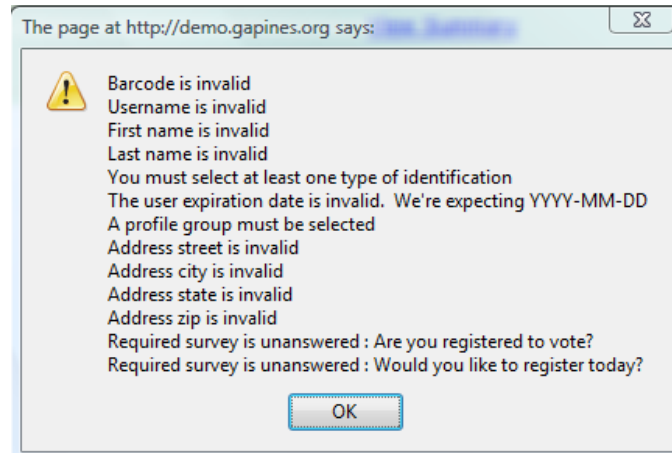 The page at http://demo.gapines.org says:
Barcode is invalid
Username is invalid
First name is invalid
Last name is invalid
You must select at least one type of identification
The user expiration date is invalid.  We're expecting YYYY-MM-DD
A profile group must be selected
Address street is invalid
Address city is invalid
Address state is invalid
Address zip is invalid
Required survey is unanswered : Are you registered to vote?
Required survey is unanswered : Would you like to register today?
OK